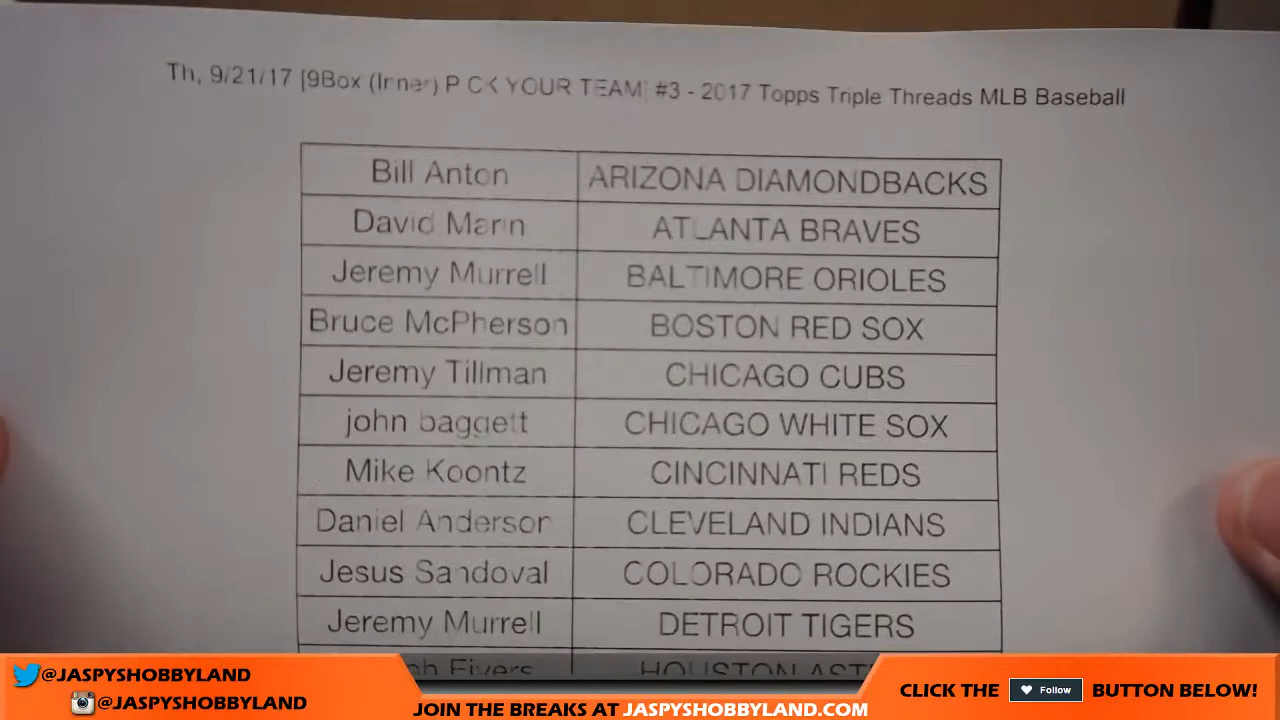 Th, 9/21/17 [9Box (Inner) PICK YOUR TEAM] #3 - 2017 Topps Triple Threads MLB Baseball
Bill Anton ARIZONA DIAMONDBACKS
David Marin ATLANTA BRAVES
Jeremy Murrell BALTIMORE ORIOLES
Bruce McPherson BOSTON RED SOX
Jeremy Tillman CHICAGO CUBS
john baggett CHICAGO WHITE SOX
Mike Koontz CINCINNATI REDS
Daniel Anderson CLEVELAND INDIANS
Jesus Sandoval COLORADO ROCKIES
Jeremy Murrell DETROIT TIGERS
HOUSTON
@JASPYSHOBBYLAND
@JASPYSHOBBYLAND
JOIN THE BREAKS AT JASPYSHOBBYLAND.COM
CLICK THE Follow BUTTON BELOW!